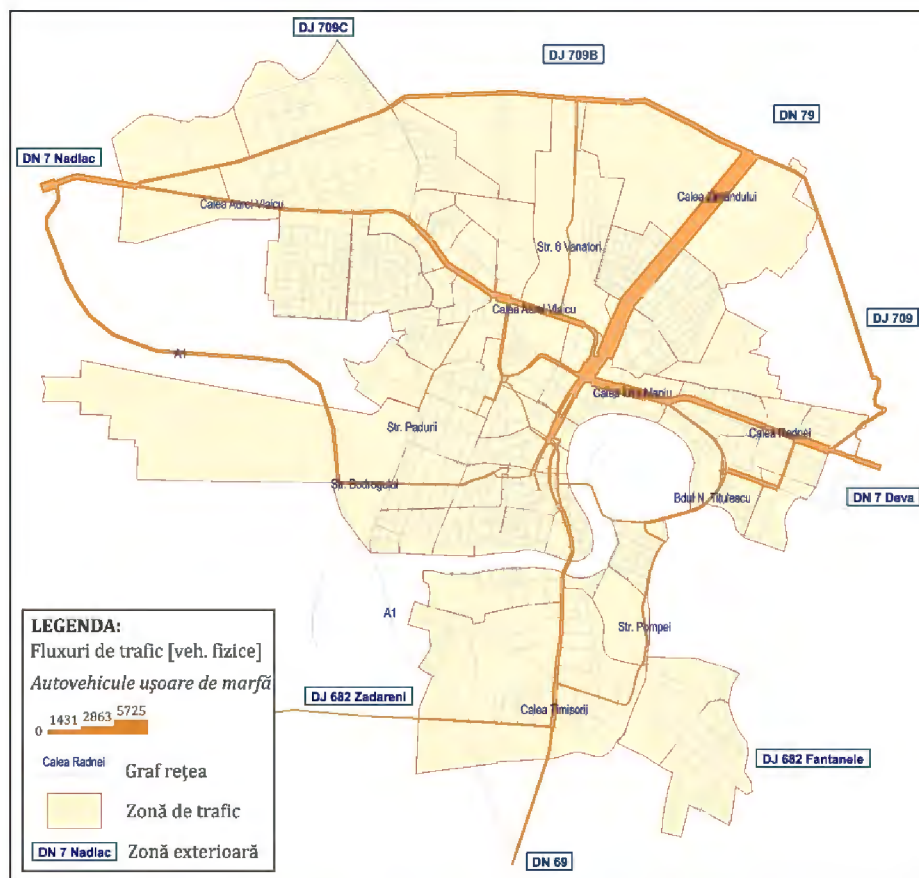 DJ 709C
DJ 709B
DN 79
DN 7 Nadlac
Calea Zimandului
Calea Aurel Vlaicu
Str. 6 Vanatori
Calea Aurel Vlaicu
DJ 709
A1
Calea Iuliu Maniu
Str. Paduri
Calea Radnei
Str. Bodrogului
Bdul N. Titulescu
DN 7 Deva
A1
Str. Pompei
DJ 682 Zadareni
Calea Timisorii
DJ 682 Fantanele
DN 69
LEGENDA:
Fluxuri de trafic [veh. fizice]
Autovehicule ușoare de marfă
0 1431 2863 5725
Calea Radnei Graf rețea
Zonă de trafic
DN 7 Nadlac Zonă exterioară